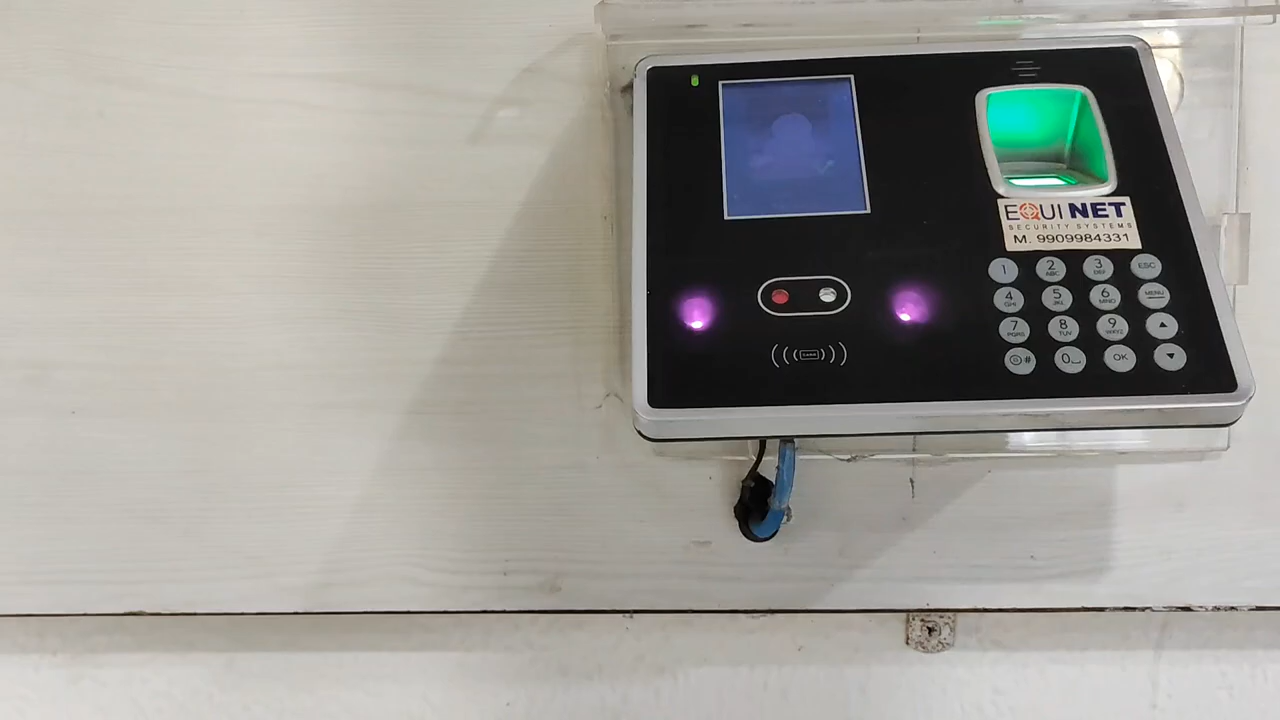 EQUI NET
SECURITY SYSTEMS
M. 9909984331
1 2 ABC 3 DEF ESC
4 GHI 5 JKL 6 MNO MENU
7 PQRS 8 TUV 9 WXYZ
# 0 OK
CARD